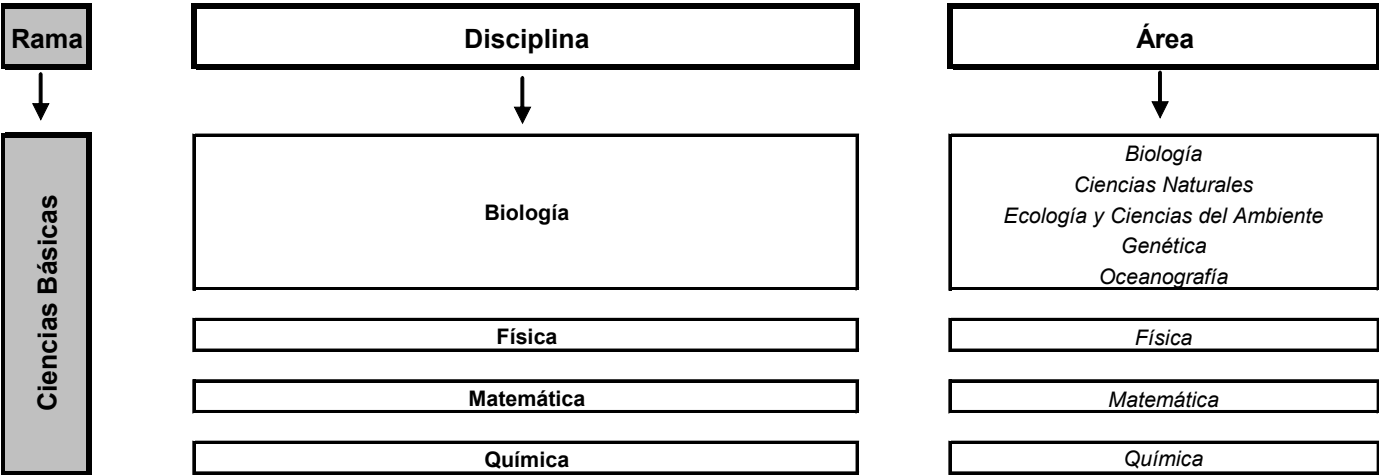 Rama
Disciplina
Área
Ciencias Básicas
Biología
Biología
Ciencias Naturales
Ecología y Ciencias del Ambiente
Genética
Oceanografía
Física
Física
Matemática
Matemática
Química
Química